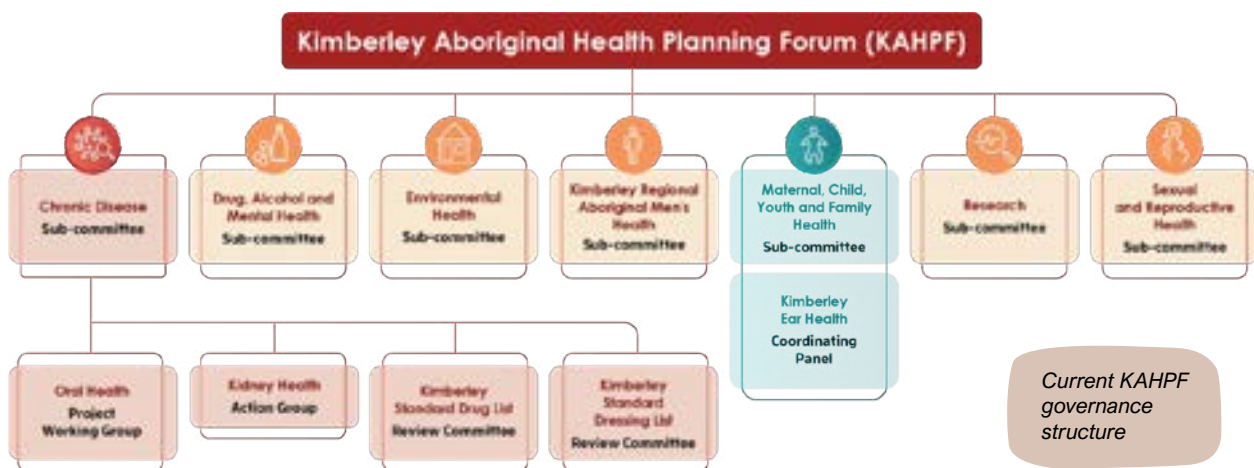 Kimberley Aboriginal Health Planning Forum (KAHPF)
Chronic Disease
Sub-committee
Drug, Alcohol and
Mental Health
Sub-committee
Environmental
Health
Sub-committee
Kimberley Regional
Aboriginal Men's
Health
Sub-committee
Maternal, Child,
Youth and Family
Health
Sub-committee
Research
Sub-committee
Sexual
and Reproductive
Health
Sub-committee
Kimberley
Ear Health
Coordinating
Panel
Oral Health
Project
Working Group
Kidney Health
Action Group
Kimberley
Standard Drug List
Review Committee
Kimberley
Standard
Dressing List
Review Committee
Current KAHPF
governance
structure